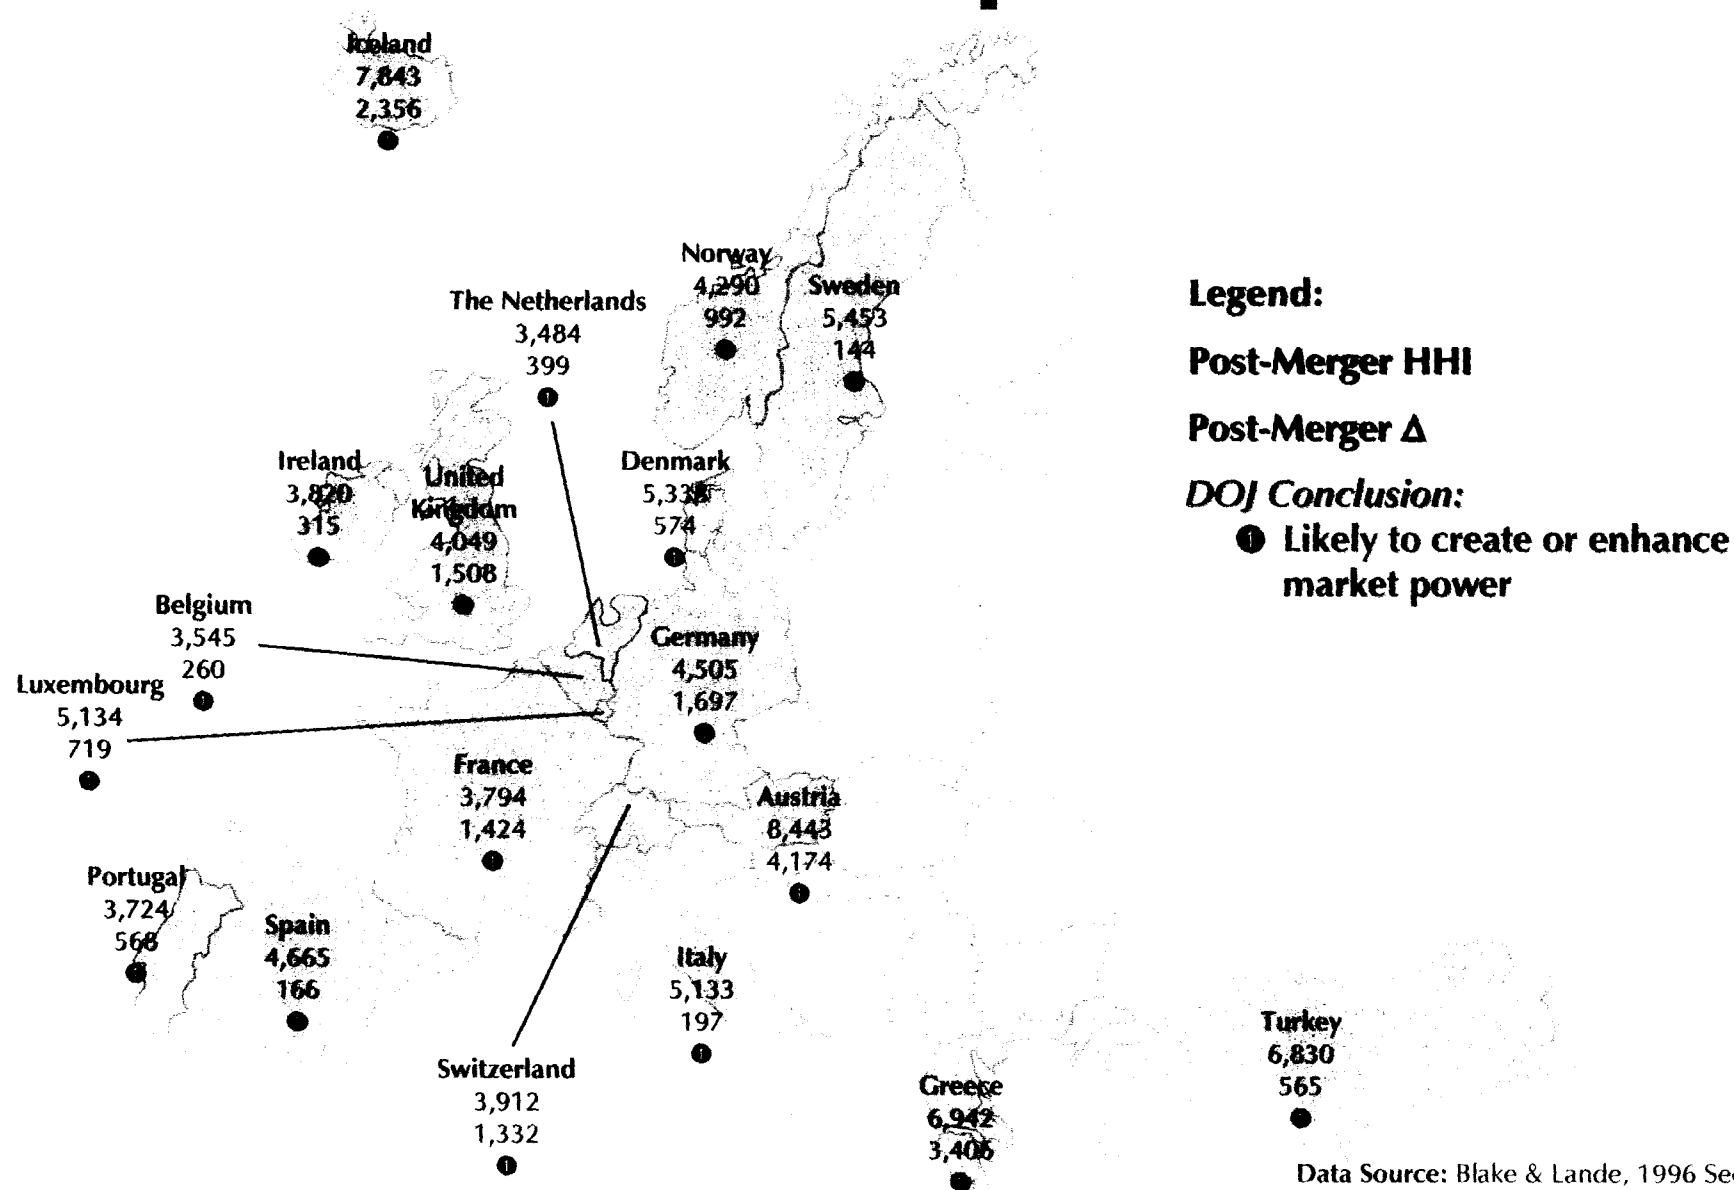 Iceland
7,843
2,356
Norway
4,290
992
Sweden
5,453
144
The Netherlands
3,484
399
Legend:
Post-Merger HHI
Post-Merger Δ
DOJ Conclusion:
Likely to create or enhance
market power
Ireland
3,820
315
United
Kingdom
4,049
1,508
Denmark
574
Belgium
3,545
260
Germany
4,505
1,697
Luxembourg
5,134
719
France
3,794
1,424
Austria
8,443
4,174
Portugal
3,724
568
Spain
4,665
166
Italy
5,133
197
Switzerland
3,912
1,332
Turkey
6,830
565
Greece
6,942
3,406
Data Source: Blake & Lande, 1996